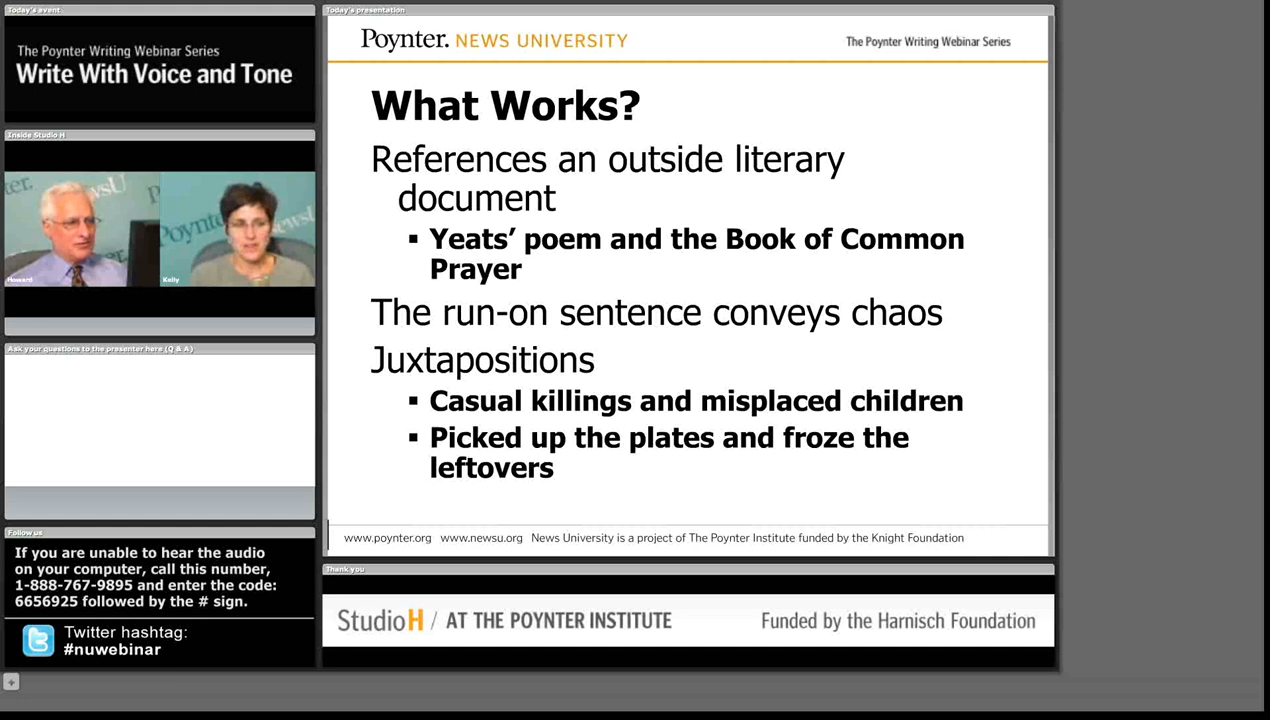 Today's event
The Poynter Writing Webinar Series
Write With Voice and Tone
Inside Studio H
Poynter
NewsU
Howard
Kelly
Ask your questions to the presenter here (Q & A)
Follow us
If you are unable to hear the audio
on your computer, call this number,
1-888-767-9895 and enter the code:
6656925 followed by the # sign.
Twitter hashtag:
#nuwebinar
Today's presentation
Poynter. NEWS UNIVERSITY
The Poynter Writing Webinar Series
What Works?
References an outside literary
document
▪ Yeats’ poem and the Book of Common
Prayer
The run-on sentence conveys chaos
Juxtapositions
▪ Casual killings and misplaced children
▪ Picked up the plates and froze the
leftovers
www.poynter.org www.newsu.org News University is a project of The Poynter Institute funded by the Knight Foundation
Thank you
StudioH / AT THE POYNTER INSTITUTE
Funded by the Harnisch Foundation